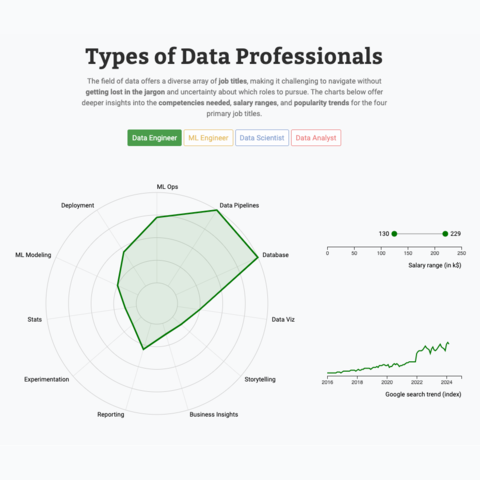 Types of Data Professionals
The field of data offers a diverse array of job titles, making it challenging to navigate without
getting lost in the jargon and uncertainty about which roles to pursue. The charts below offer
deeper insights into the competencies needed, salary ranges, and popularity trends for the four
primary job titles.
Data Engineer
ML Engineer
Data Scientist
Data Analyst
ML Ops
Deployment
Data Pipelines
ML Modeling
Database
Stats
Data Viz
Experimentation
Storytelling
Reporting
Business Insights
130
229
0 50 100 150 200 250
Salary range (in k$)
2016 2018 2020 2022 2024
Google search trend (index)